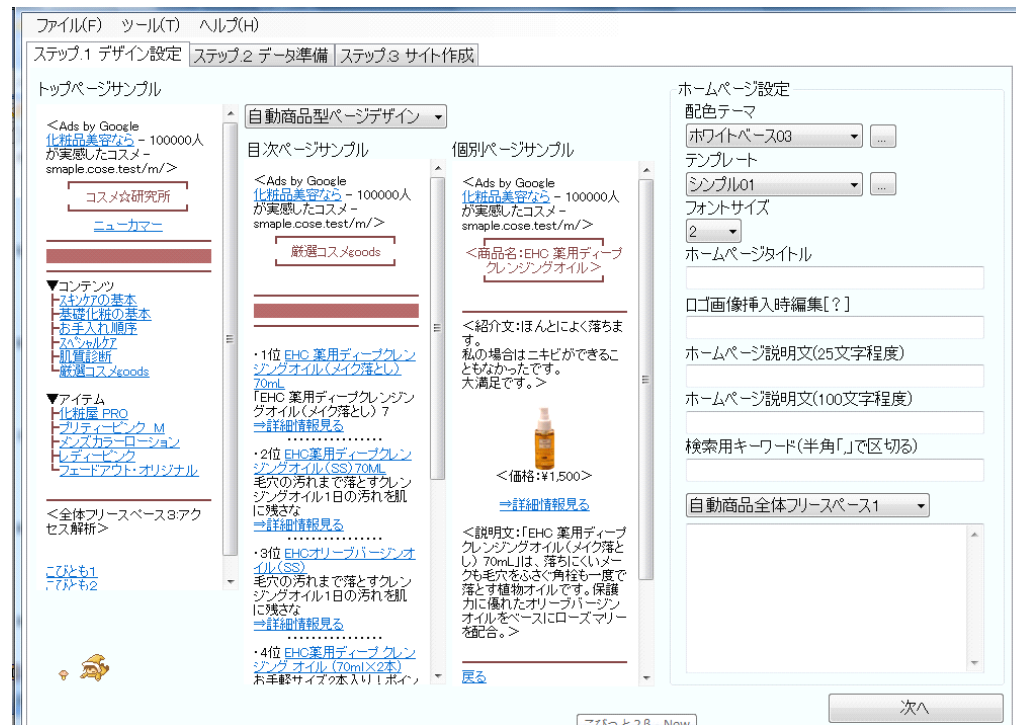 ファイル(F) ツール(T) ヘルプ(H)
ステップ.1 デザイン設定 ステップ.2 データ準備 ステップ.3 サイト作成
トップページサンプル
<Ads by Google
化粧品美容なら - 100000人
が実感したコスメ -
smaple.cose.test/m/>
コスメ☆研究所
ニューカマー
▼コンテンツ
┣スキンケアの基本
┣基礎化粧の基本
┣お手入れ順序
┣スペシャルケア
┣肌質診断
┗厳選コスメgoods
▼アイテム
┣化粧屋 PRO
┣プリティーピンク M
┣メンズカラーローション
┣レディーピンク
┗フェードアウト・オリジナル
<全体フリースペース3:アク
セス解析>
こびとも1
こびとも2
自動商品型ページデザイン
目次ページサンプル
<Ads by Google
化粧品美容なら - 100000人
が実感したコスメ -
smaple.cose.test/m/>
厳選コスメgoods
・1位 EHC 薬用ディープクレン
ジングオイル(メイク落とし)
70mL
「EHC 薬用ディープクレンジン
グオイル(メイク落とし) 7
⇒詳細情報見る
・・・・・・・・・・・・・・・
・2位 EHC薬用ディープクレン
ジングオイル(SS)70ML
毛穴の汚れまで落とすクレン
ジングオイル1日の汚れを肌
に残さな
⇒詳細情報見る
・・・・・・・・・・・・・・・
・3位 EHCオリーブバージンオ
イル(SS)
毛穴の汚れまで落とすクレン
ジングオイル1日の汚れを肌
に残さな
⇒詳細情報見る
・・・・・・・・・・・・・・・
・4位 EHC薬用ディープ クレン
ジング オイル (70ml×2本)
お手軽サイズ2本入り!ポイン
個別ページサンプル
<Ads by Google
化粧品美容なら - 100000人
が実感したコスメ -
smaple.cose.test/m/>
<商品名:EHC 薬用ディープ
クレンジングオイル>
<紹介文:ほんとによく落ちま
す。
私の場合はニキビができるこ
ともなかったです。
大満足です。>
<価格:¥1,500>
⇒詳細情報見る
<説明文:「EHC 薬用ディープ
クレンジングオイル(メイク落と
し) 70mL」は、落ちにくいメー
クも毛穴をふさぐ角栓も一度で
落とす植物オイルです。保護
力に優れたオリーブバージン
オイルをベースにローズマリー
を配合。>
戻る
ホームページ設定
配色テーマ
ホワイトベース03 ...
テンプレート
シンプル01 ...
フォントサイズ
2
ホームページタイトル
ロゴ画像挿入時編集[?]
ホームページ説明文(25文字程度)
ホームページ説明文(100文字程度)
検索用キーワード(半角「,」で区切る)
自動商品全体フリースペース1
次へ